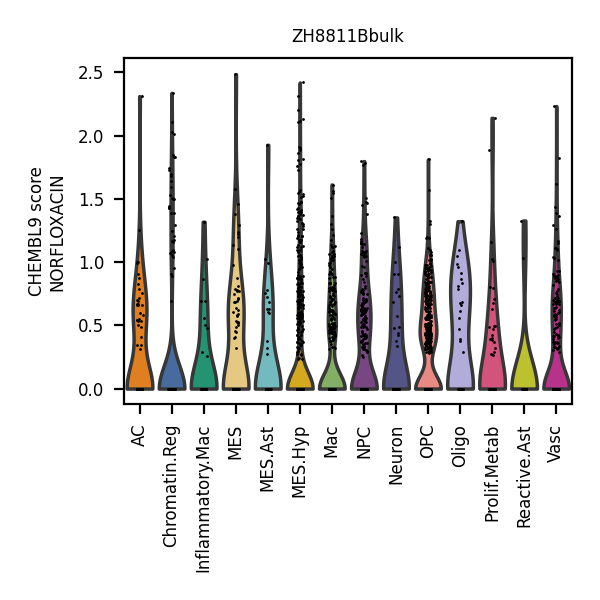 ZH8811Bbulk
CHEMBL9 score
NORFLOXACIN
2.5
2.0
1.5
1.0
0.5
0.0
AC
Chromatin.Reg
Inflammatory.Mac
MES
MES.Ast
MES.Hyp
Mac
NPC
Neuron
OPC
Oligo
Prolif.Metab
Reactive.Ast
Vasc